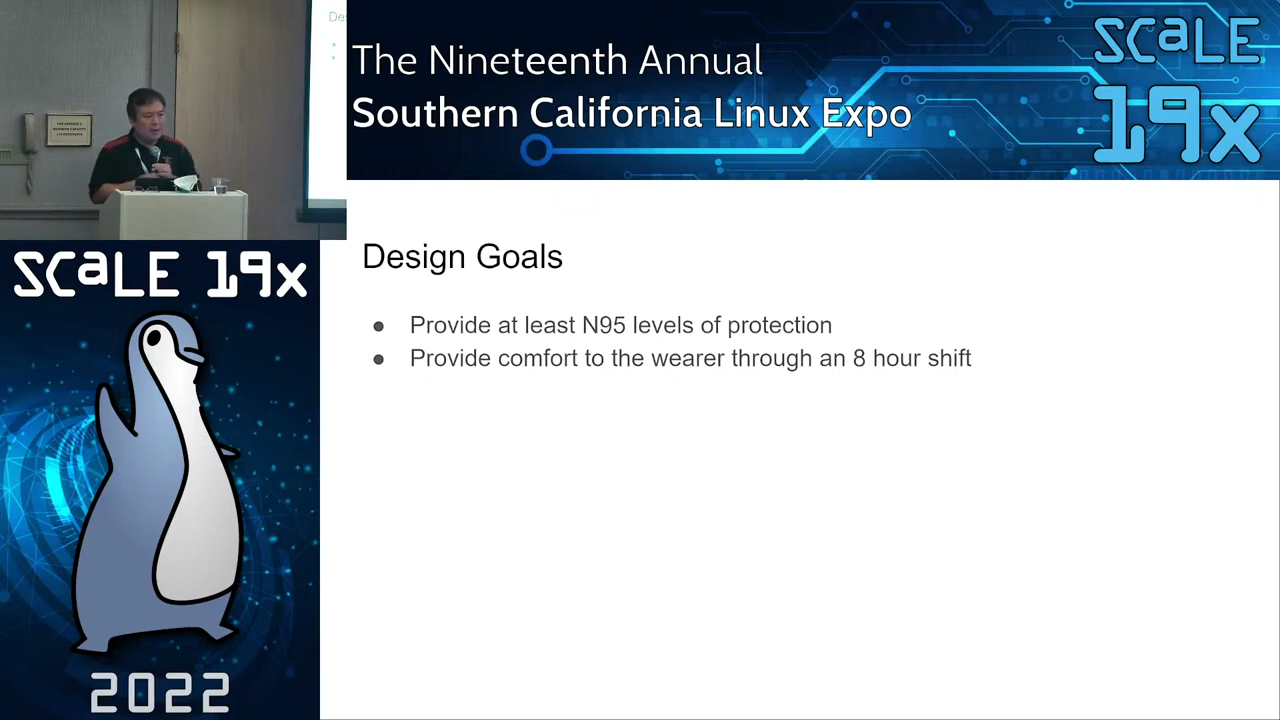 Des
The Nineteenth Annual
Southern California Linux Expo
SCaLE
19x
SCaLE 19x
2022
Design Goals
● Provide at least N95 levels of protection
● Provide comfort to the wearer through an 8 hour shift